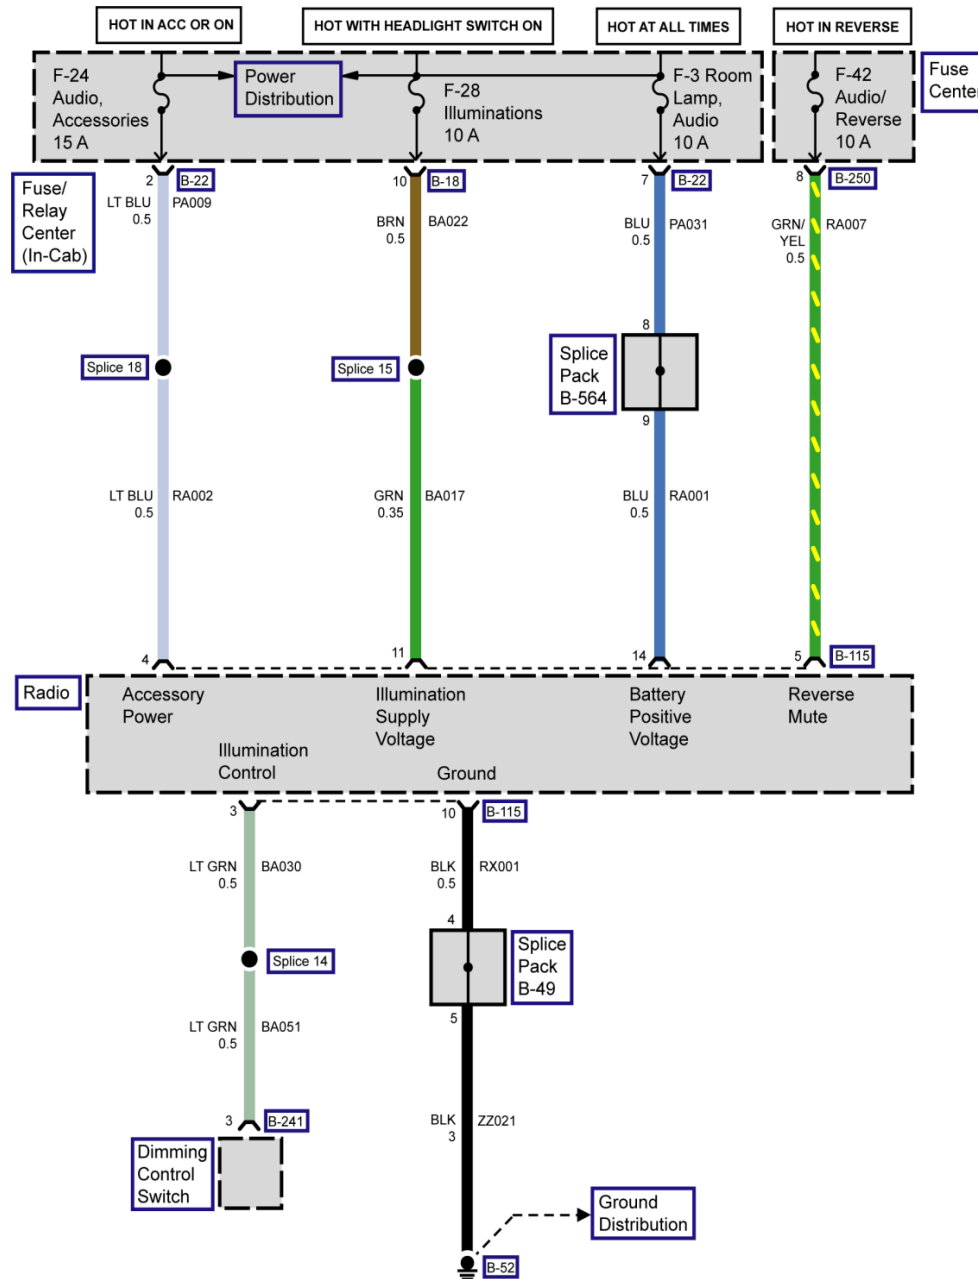 HOT IN ACC OR ON
HOT WITH HEADLIGHT SWITCH ON
HOT AT ALL TIMES
HOT IN REVERSE
F-24
Audio,
Accessories
15 A
Power
Distribution
F-28
Illuminations
10 A
F-3 Room
Lamp,
Audio
10 A
F-42
Audio/
Reverse
10 A
Fuse
Center
Fuse/
Relay
Center
(In-Cab)
2
B-22
LT BLU
0.5
PA009
10
B-18
BRN
0.5
BA022
7
B-22
BLU
0.5
PA031
8
B-250
GRN/
YEL
0.5
RA007
Splice 18
Splice 15
8
Splice
Pack
B-564
9
LT BLU
0.5
RA002
GRN
0.35
BA017
BLU
0.5
RA001
4
11
14
5
B-115
Radio
Accessory
Power
Illumination
Supply
Voltage
Battery
Positive
Voltage
Reverse
Mute
Illumination
Control
Ground
3
10
B-115
LT GRN
0.5
BA030
BLK
0.5
RX001
Splice 14
4
Splice
Pack
B-49
5
LT GRN
0.5
BA051
BLK
3
ZZ021
3
B-241
Dimming
Control
Switch
Ground
Distribution
B-52